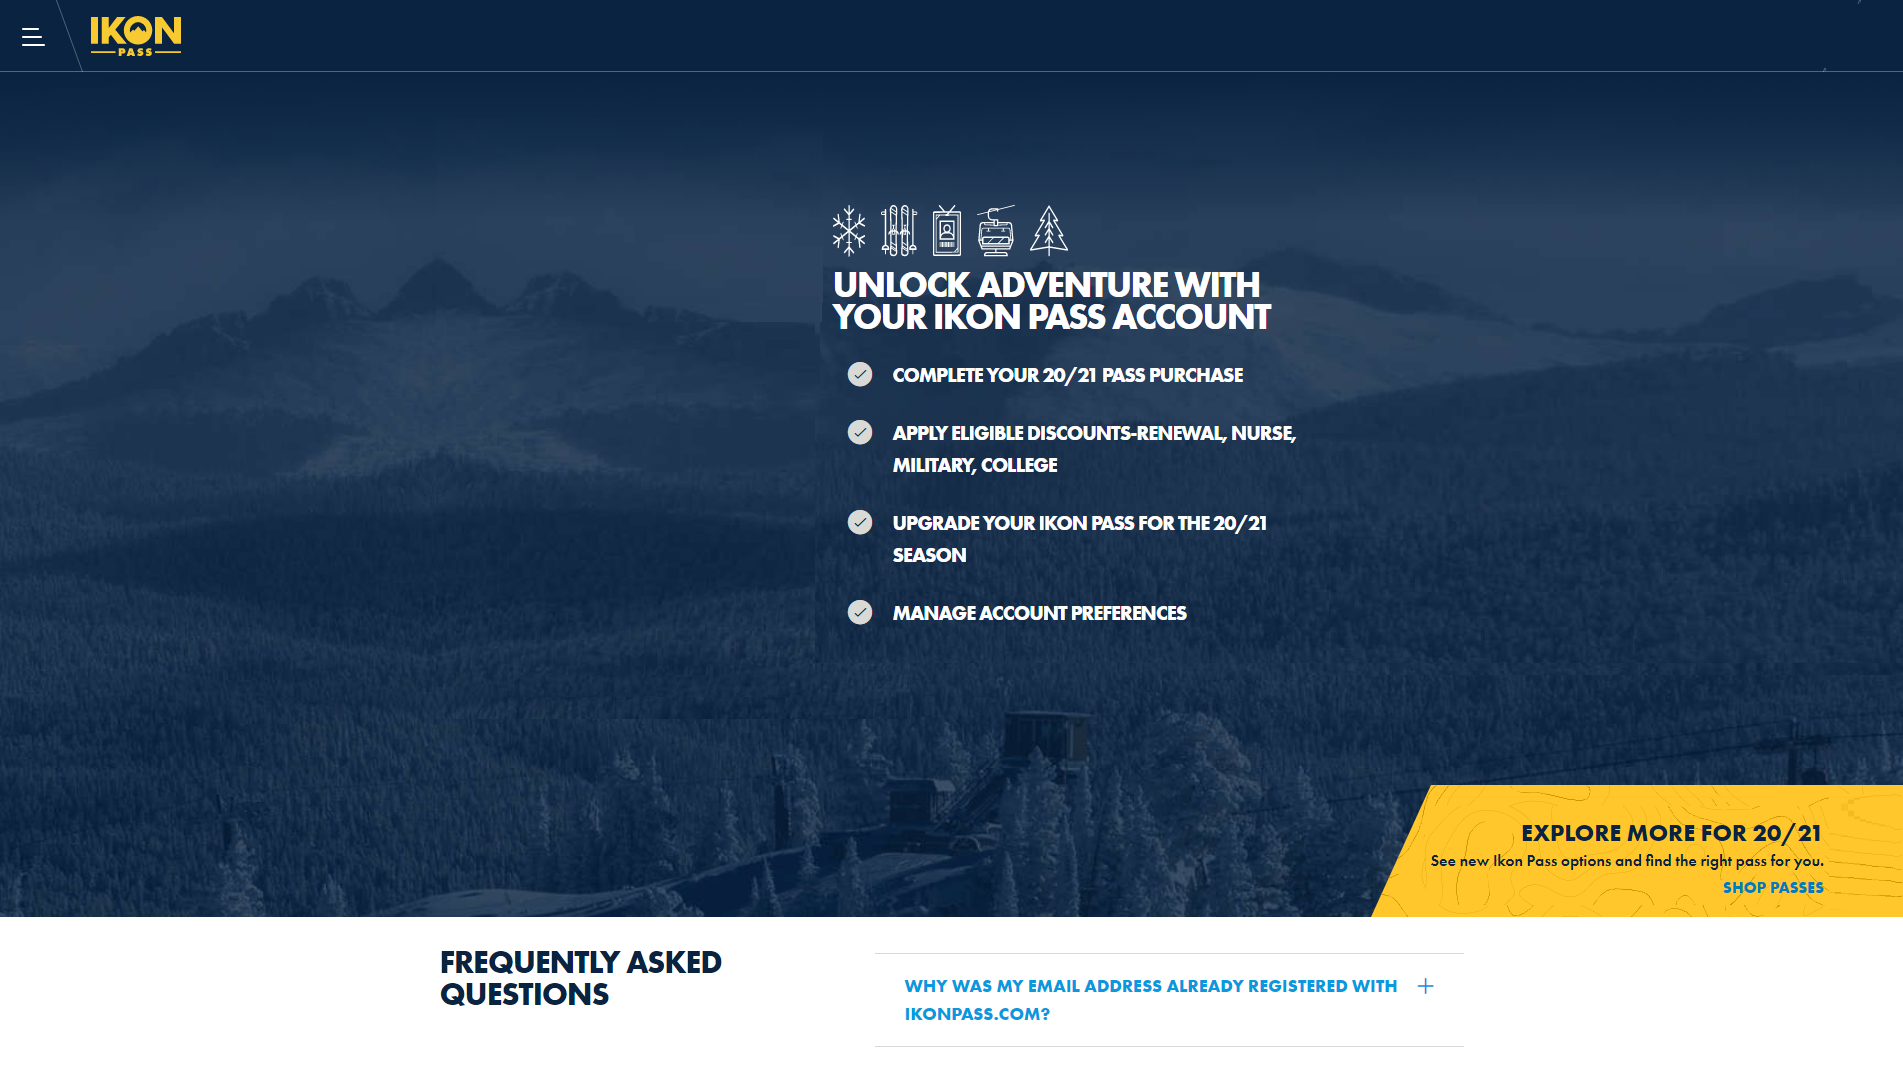 IKON
PASS
UNLOCK ADVENTURE WITH
YOUR IKON PASS ACCOUNT
COMPLETE YOUR 20/21 PASS PURCHASE
APPLY ELIGIBLE DISCOUNTS-RENEWAL, NURSE,
MILITARY, COLLEGE
UPGRADE YOUR IKON PASS FOR THE 20/21
SEASON
MANAGE ACCOUNT PREFERENCES
EXPLORE MORE FOR 20/21
See new Ikon Pass options and find the right pass for you.
SHOP PASSES
FREQUENTLY ASKED
QUESTIONS
WHY WAS MY EMAIL ADDRESS ALREADY REGISTERED WITH
IKONPASS.COM?